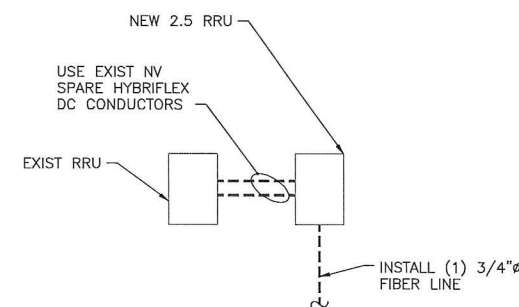 NEW 2.5 RRU
USE EXIST NV
SPARE HYBRIFLEX
DC CONDUCTORS
EXIST RRU
INSTALL (1) 3/4"ø
FIBER LINE